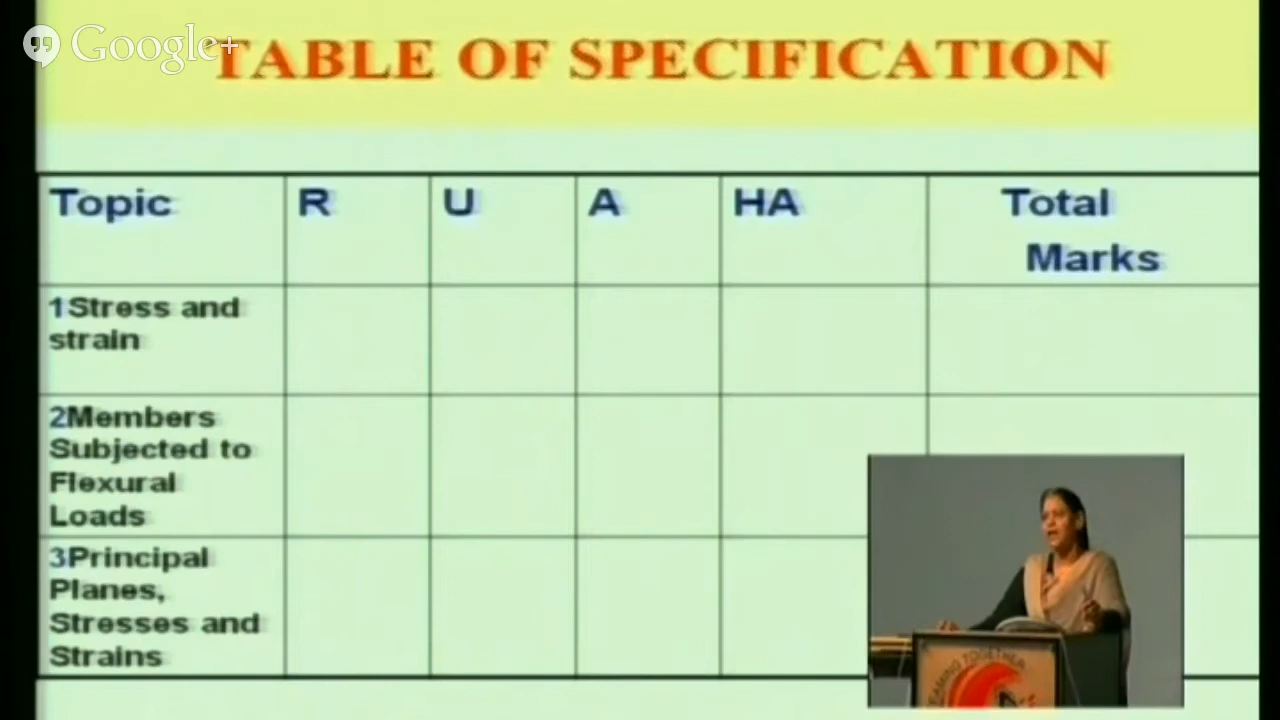 Google+
TABLE OF SPECIFICATION
Topic R U A HA Total
Marks
1Stress and
strain
2Members
Subjected to
Flexural
Loads
3Principal
Planes,
Stresses and
Strains
TOGETHER